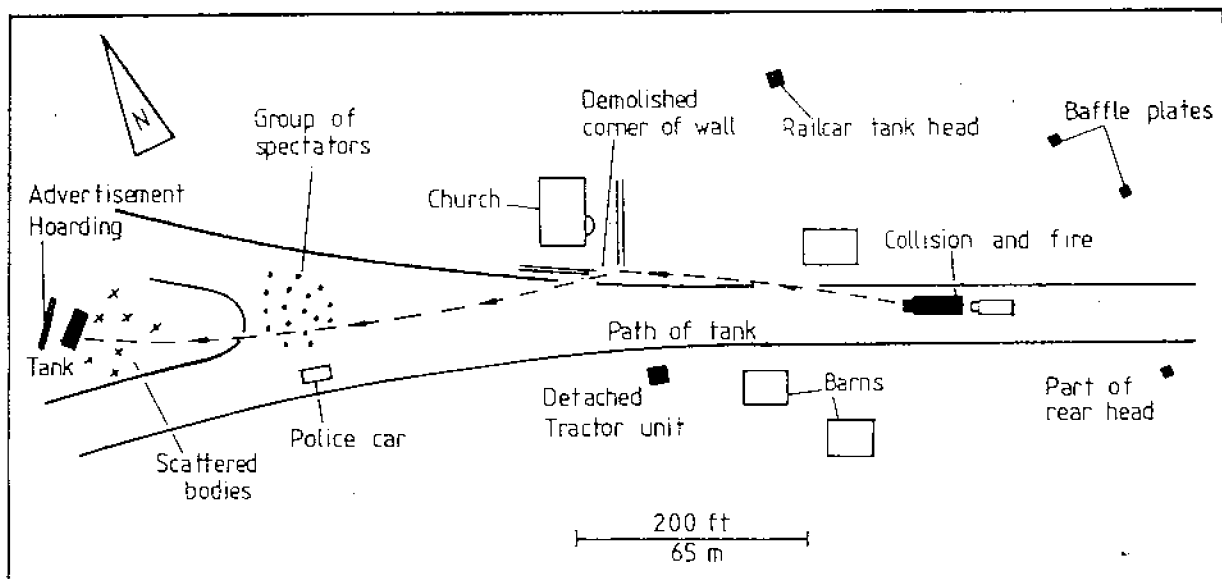 N
Group of
spectators
Advertisement
Hoarding
Demolished
corner of wall
Railcar tank head
Baffle plates
Church
Collision and fire
Tank
Path of tank
Police car
Detached
Tractor unit
Barns
Part of
rear head
Scattered
bodies
200 ft
65 m